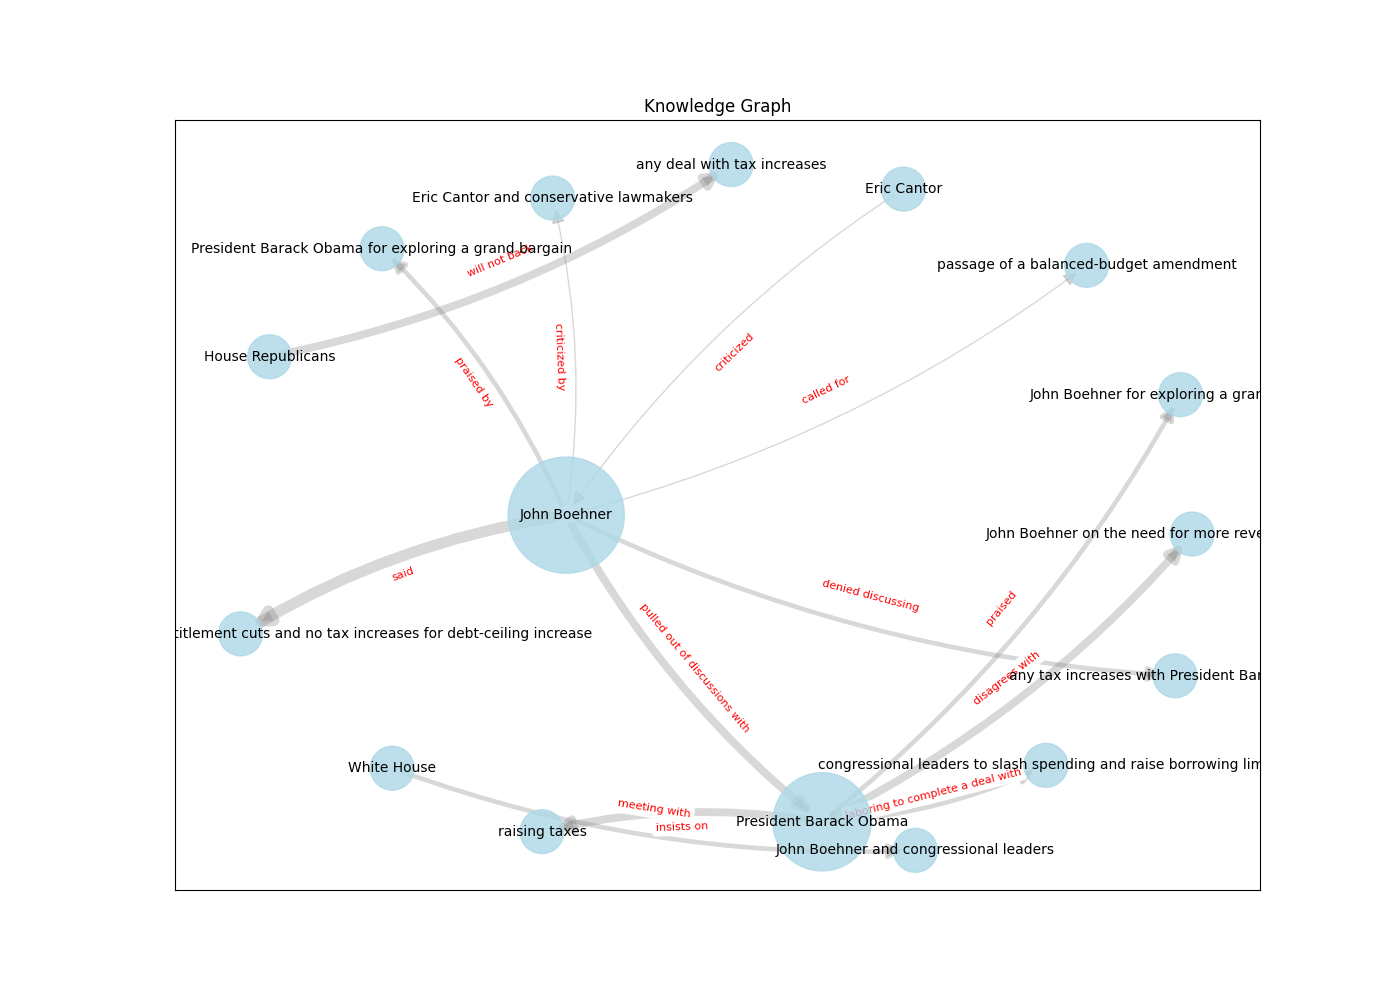 Knowledge Graph
any deal with tax increases
Eric Cantor
Eric Cantor and conservative lawmakers
President Barack Obama for exploring a grand bargain
will not back
passage of a balanced-budget amendment
House Republicans
criticized by
criticized
praised by
called for
John Boehner for exploring a gran
John Boehner
John Boehner on the need for more reve
said
denied discussing
praised
titlement cuts and no tax increases for debt-ceiling increase
pulled out of discussions with
disagrees with
any tax increases with President Bar
White House
congressional leaders to slash spending and raise borrowing lim
laboring to complete a deal with
meeting with
President Barack Obama
insists on
raising taxes
John Boehner and congressional leaders